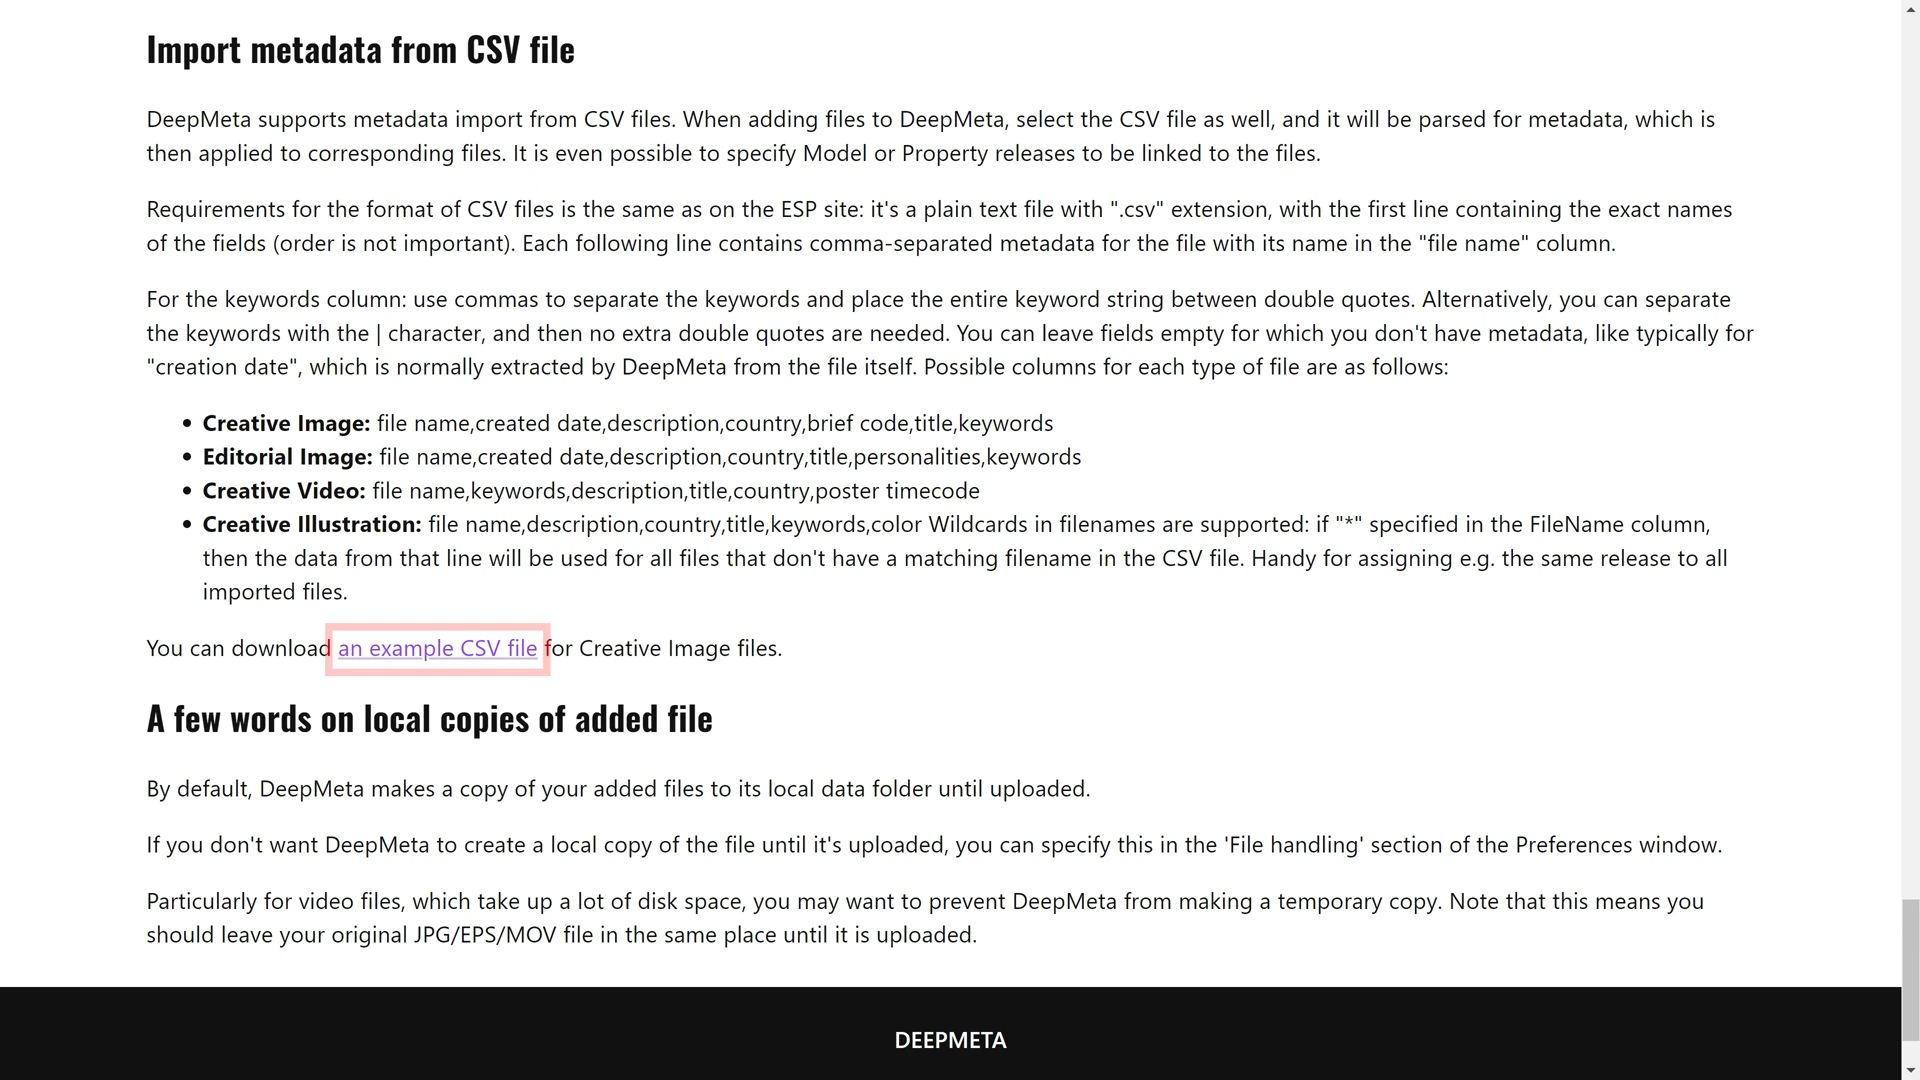 Import metadata from CSV file
DeepMeta supports metadata import from CSV files. When adding files to DeepMeta, select the CSV file as well, and it will be parsed for metadata, which is
then applied to corresponding files. It is even possible to specify Model or Property releases to be linked to the files.
Requirements for the format of CSV files is the same as on the ESP site: it's a plain text file with ".csv" extension, with the first line containing the exact names
of the fields (order is not important). Each following line contains comma-separated metadata for the file with its name in the "file name" column.
For the keywords column: use commas to separate the keywords and place the entire keyword string between double quotes. Alternatively, you can separate
the keywords with the | character, and then no extra double quotes are needed. You can leave fields empty for which you don't have metadata, like typically for
"creation date", which is normally extracted by DeepMeta from the file itself. Possible columns for each type of file are as follows:
• Creative Image: file name,created date,description,country,brief code,title,keywords
• Editorial Image: file name,created date,description,country,title,personalities,keywords
• Creative Video: file name,keywords,description,title,country,poster timecode
• Creative Illustration: file name,description,country,title,keywords,color Wildcards in filenames are supported: if "*" specified in the FileName column,
then the data from that line will be used for all files that don't have a matching filename in the CSV file. Handy for assigning e.g. the same release to all
imported files.
You can download an example CSV file for Creative Image files.
A few words on local copies of added file
By default, DeepMeta makes a copy of your added files to its local data folder until uploaded.
If you don't want DeepMeta to create a local copy of the file until it's uploaded, you can specify this in the 'File handling' section of the Preferences window.
Particularly for video files, which take up a lot of disk space, you may want to prevent DeepMeta from making a temporary copy. Note that this means you
should leave your original JPG/EPS/MOV file in the same place until it is uploaded.
DEEPMETA